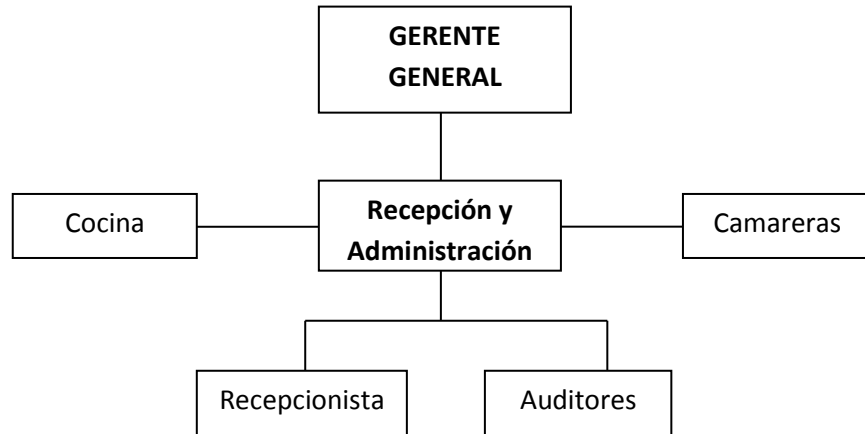 GERENTE
GENERAL
Cocina
Recepción y
Administración
Camareras
Recepcionista
Auditores